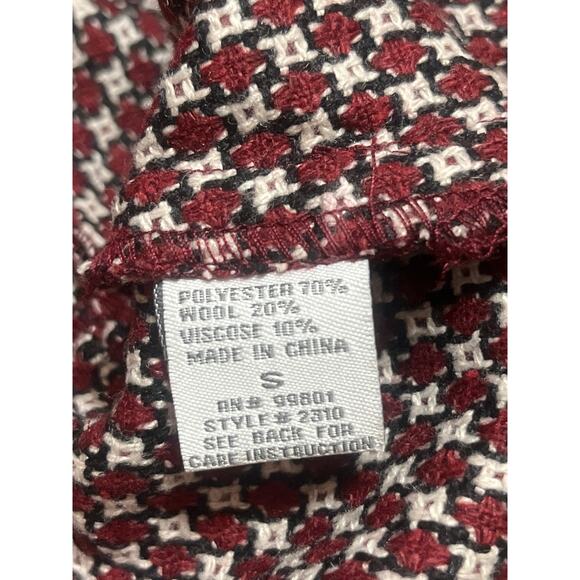 POLYESTER 70%
WOOL 20%
VISCOSE 10%
MADE IN CHINA
S
RN# 99801
STYLE# 2310
SEE BACK FOR
CARE INSTRUCTION